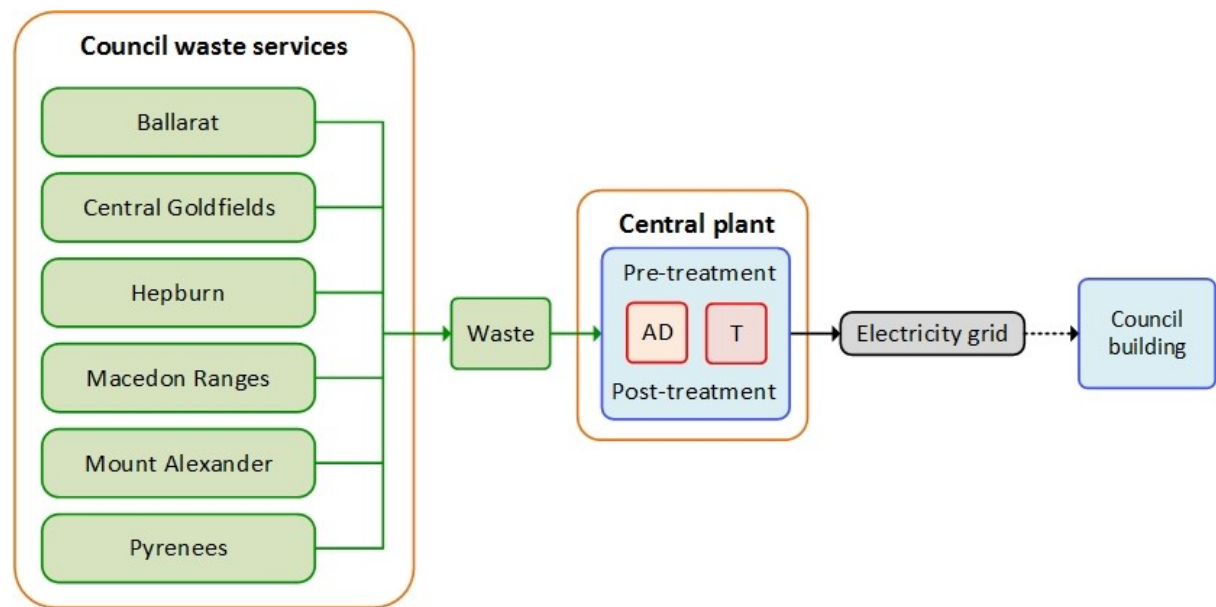 Council waste services
Ballarat
Central Goldfields
Hepburn
Macedon Ranges
Mount Alexander
Pyrenees
Waste
Central plant
Pre-treatment
AD
T
Post-treatment
Electricity grid
Council
building